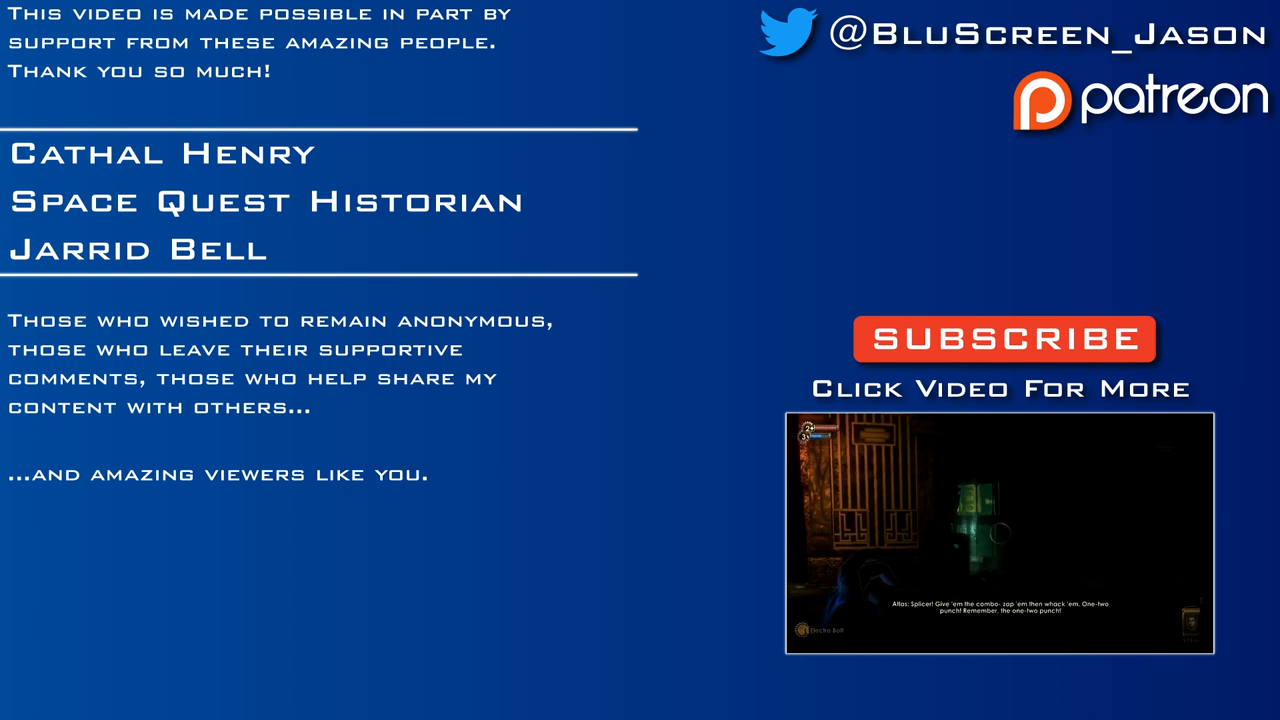 THIS VIDEO IS MADE POSSIBLE IN PART BY
SUPPORT FROM THESE AMAZING PEOPLE.
THANK YOU SO MUCH!
CATHAL HENRY
SPACE QUEST HISTORIAN
JARRID BELL
THOSE WHO WISHED TO REMAIN ANONYMOUS,
THOSE WHO LEAVE THEIR SUPPORTIVE
COMMENTS, THOSE WHO HELP SHARE MY
CONTENT WITH OTHERS...
...AND AMAZING VIEWERS LIKE YOU.
@BLUSCREEN_JASON
patreon
SUBSCRIBE
CLICK VIDEO FOR MORE
2
3
Atlas: Splicer! Give 'em the combo- zap 'em then whack 'em. One-two
punch! Remember, the one-two punch!
Electro Bolt